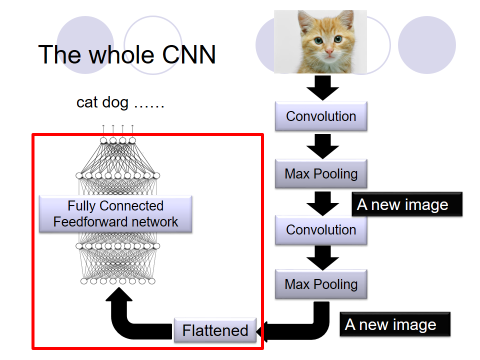 The whole CNN
cat dog ……
Convolution
Max Pooling
A new image
Fully Connected
Feedforward network
Convolution
Max Pooling
Flattened
A new image